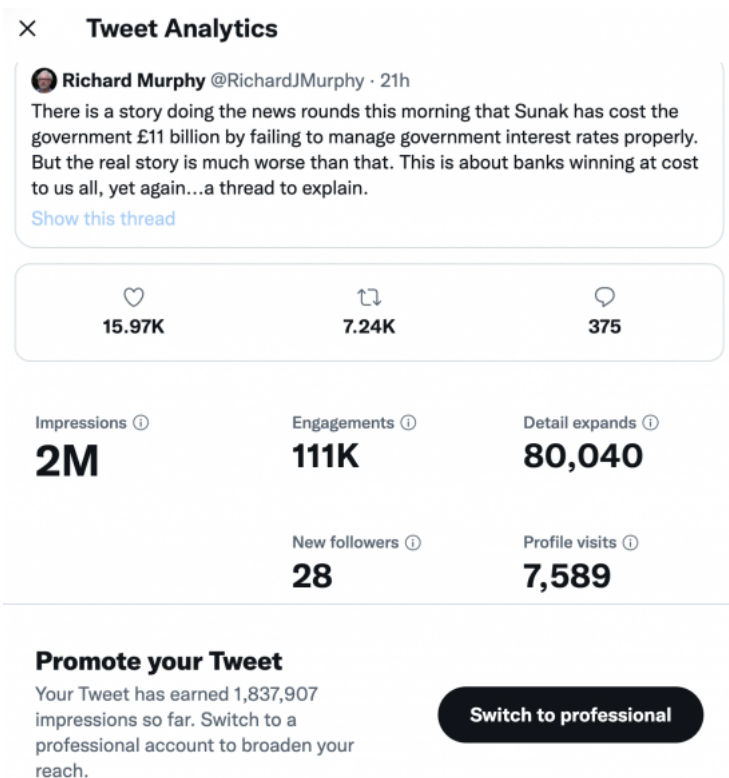 Tweet Analytics
Richard Murphy @RichardJMurphy · 21h
There is a story doing the news rounds this morning that Sunak has cost the
government £11 billion by failing to manage government interest rates properly.
But the real story is much worse than that. This is about banks winning at cost
to us all, yet again...a thread to explain.
Show this thread
15.97K 7.24K 375
Impressions Engagements Detail expands
2M 111K 80,040
New followers Profile visits
28 7,589
Promote your Tweet
Your Tweet has earned 1,837,907
impressions so far. Switch to a
professional account to broaden your
reach.
Switch to professional